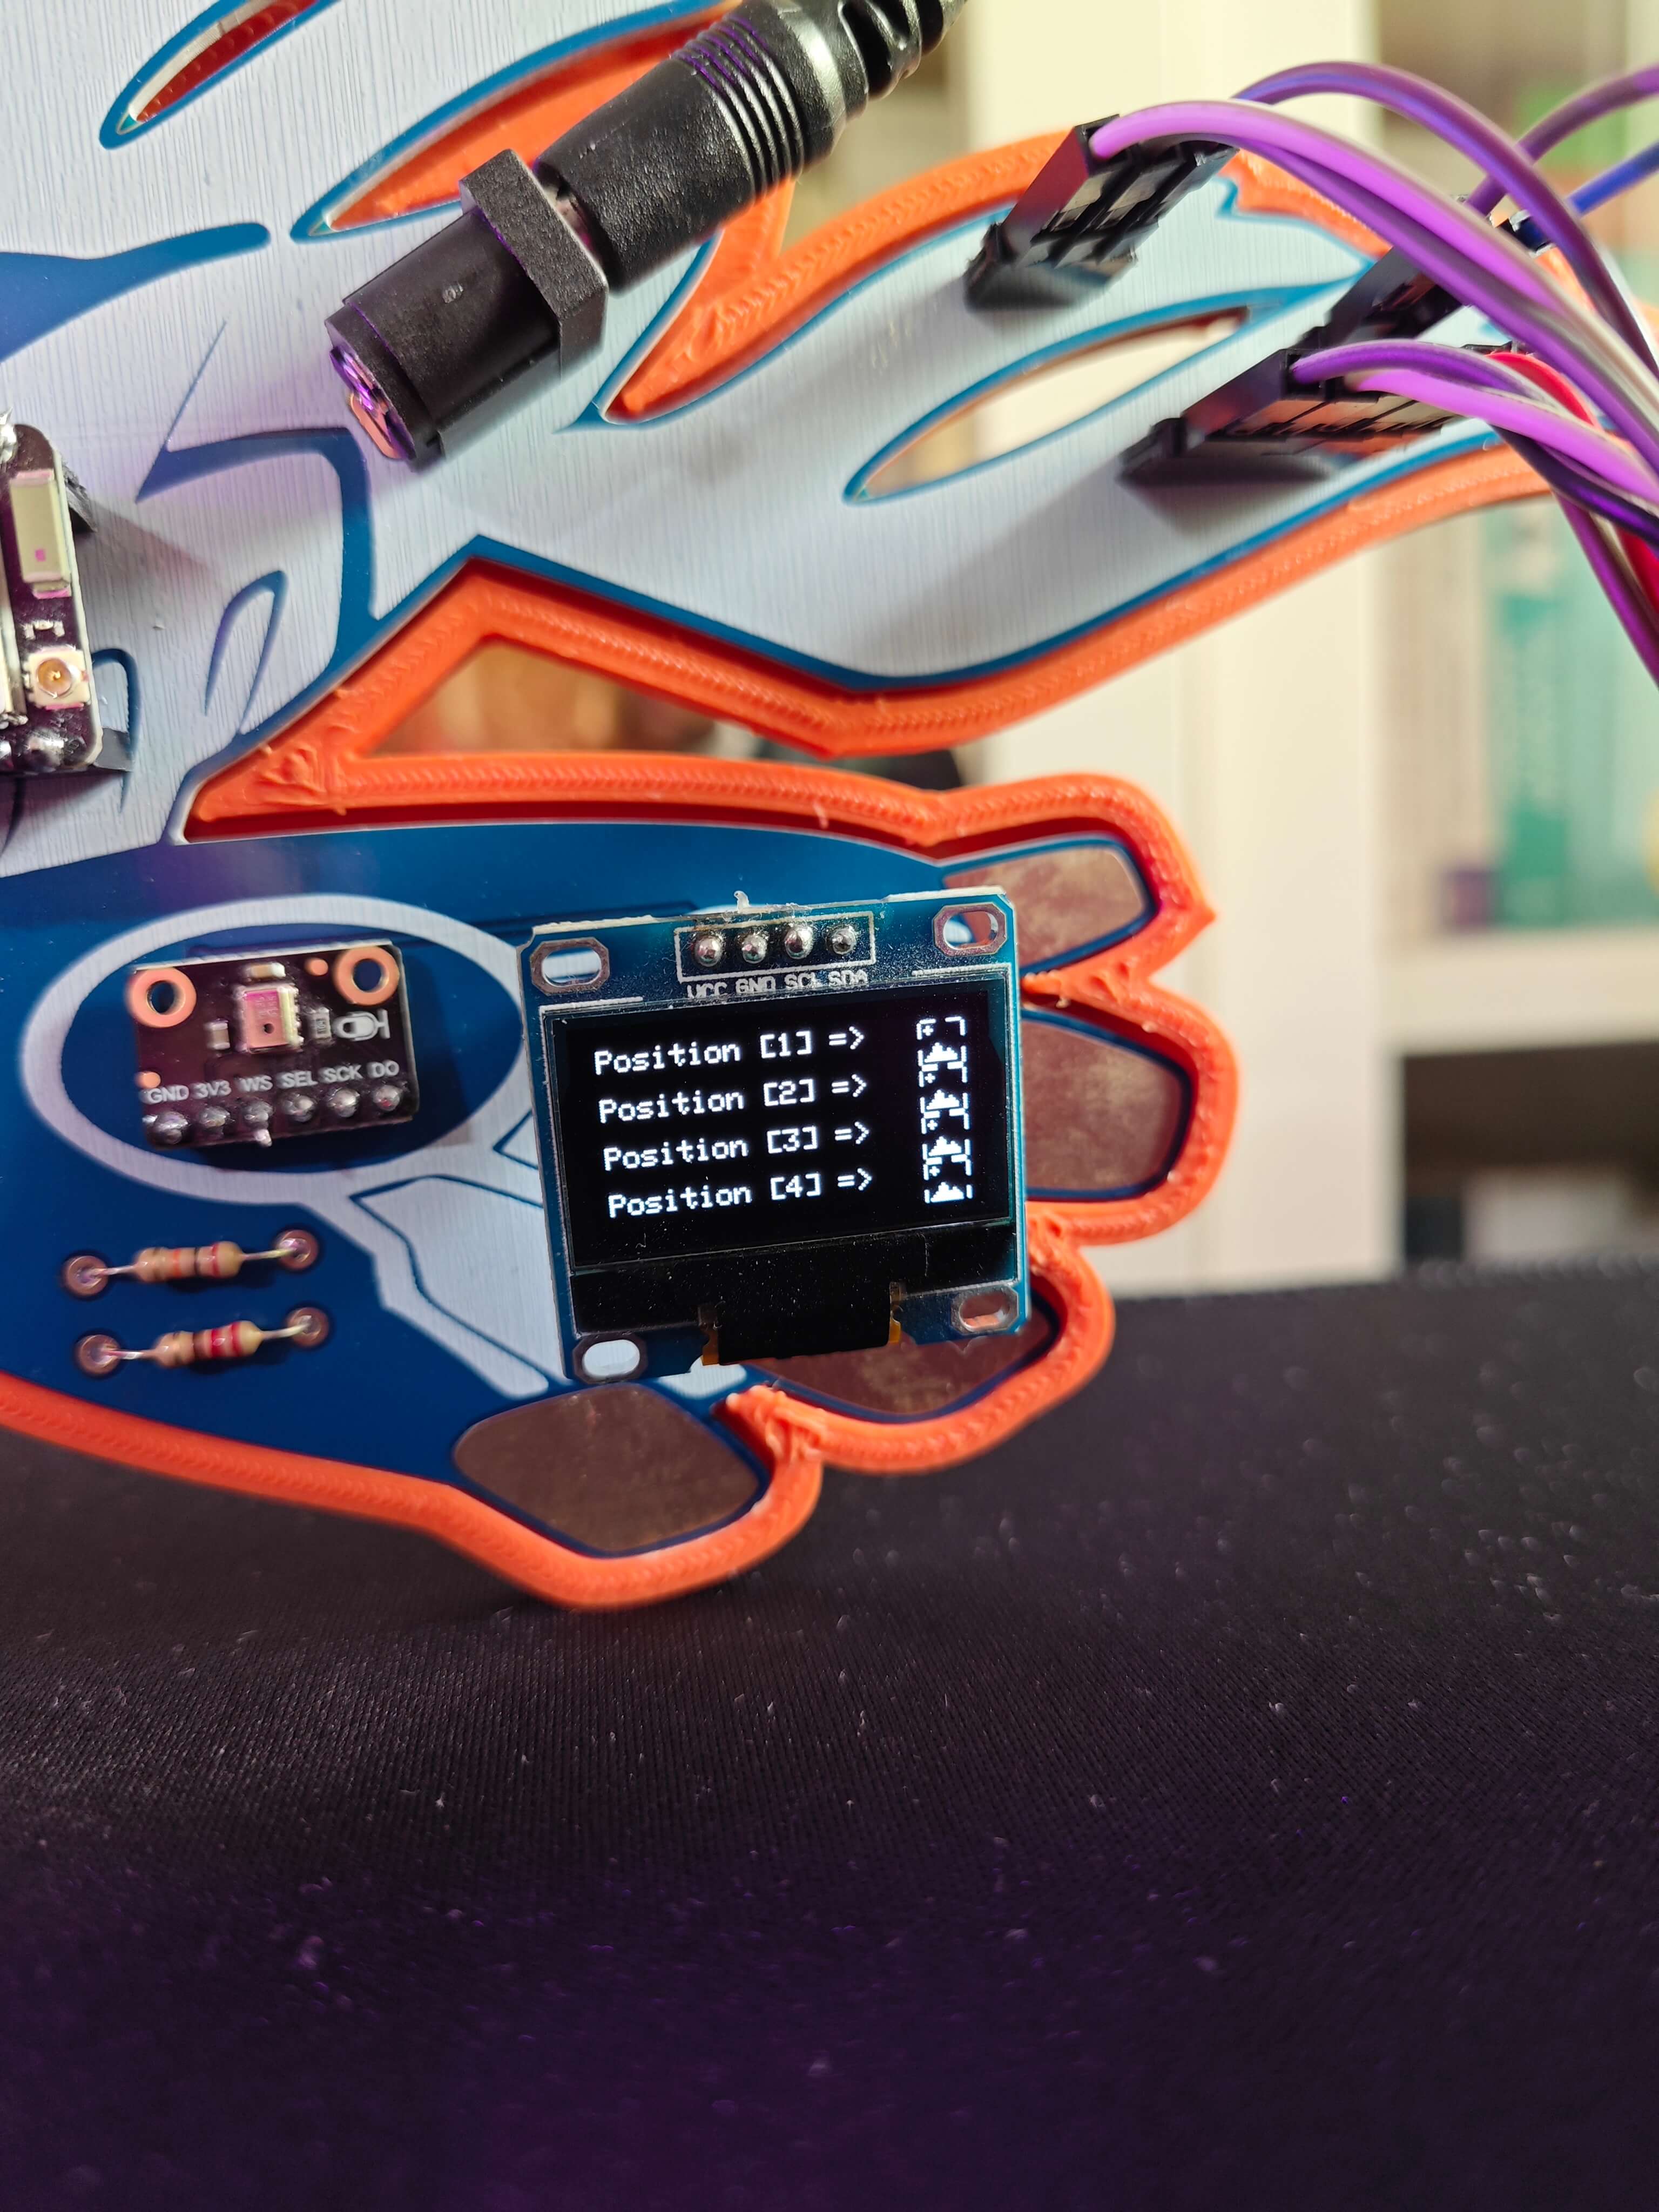 VCC GND SCL SDA
Position [1] =>
Position [2] =>
Position [3] =>
Position [4] =>
GND 3V3 WS SEL SCK DO